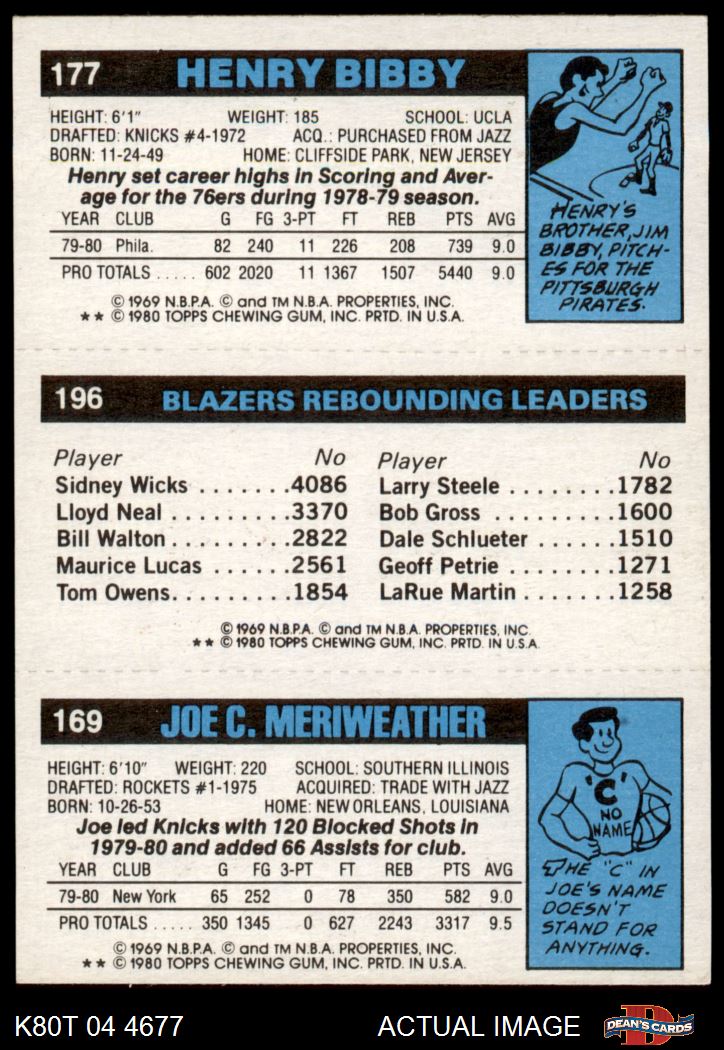 177 HENRY BIBBY
HEIGHT: 6'1" WEIGHT: 185 SCHOOL: UCLA
DRAFTED: KNICKS #4-1972 ACQ.: PURCHASED FROM JAZZ
BORN: 11-24-49 HOME: CLIFFSIDE PARK, NEW JERSEY
Henry set career highs in Scoring and Aver-
age for the 76ers during 1978-79 season.
YEAR CLUB G FG 3-PT FT REB PTS AVG
79-80 Phila. 82 240 11 226 208 739 9.0
PRO TOTALS ..... 602 2020 11 1367 1507 5440 9.0
© 1969 N.B.P.A. © and TM N.B.A. PROPERTIES, INC.
★★ © 1980 TOPPS CHEWING GUM, INC. PRTD. IN U.S.A.
HENRY'S
BROTHER, JIM
BIBBY, PITCH-
ES FOR THE
PITTSBURGH
PIRATES.
196 BLAZERS REBOUNDING LEADERS
Player No Player No
Sidney Wicks .......4086 Larry Steele ........1782
Lloyd Neal .........3370 Bob Gross ........1600
Bill Walton .........2822 Dale Schlueter ......1510
Maurice Lucas ......2561 Geoff Petrie ........1271
Tom Owens.........1854 LaRue Martin .......1258
© 1969 N.B.P.A. © and TM N.B.A. PROPERTIES, INC.
★★ © 1980 TOPPS CHEWING GUM, INC. PRTD. IN U.S.A.
169 JOE C. MERIWEATHER
HEIGHT: 6'10" WEIGHT: 220 SCHOOL: SOUTHERN ILLINOIS
DRAFTED: ROCKETS #1-1975 ACQUIRED: TRADE WITH JAZZ
BORN: 10-26-53 HOME: NEW ORLEANS, LOUISIANA
Joe led Knicks with 120 Blocked Shots in
1979-80 and added 66 Assists for club.
YEAR CLUB G FG 3-PT FT REB PTS AVG
79-80 New York 65 252 0 78 350 582 9.0
PRO TOTALS ..... 350 1345 0 627 2243 3317 9.5
© 1969 N.B.P.A. © and TM N.B.A. PROPERTIES, INC.
★★ © 1980 TOPPS CHEWING GUM, INC. PRTD. IN U.S.A.
'C'
NO
NAME
THE "C" IN
JOE'S NAME
DOESN'T
STAND FOR
ANYTHING.
K80T 04 4677 ACTUAL IMAGE D DEAN'S CARDS